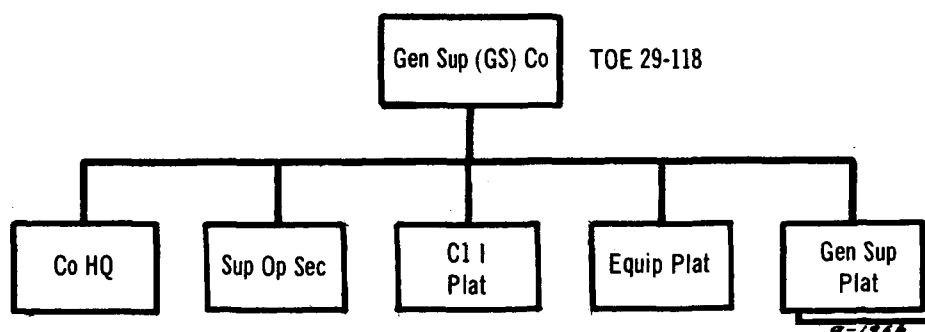 Gen Sup (GS) Co
TOE 29-118
Co HQ
Sup Op Sec
Cl I
Plat
Equip Plat
Gen Sup
Plat